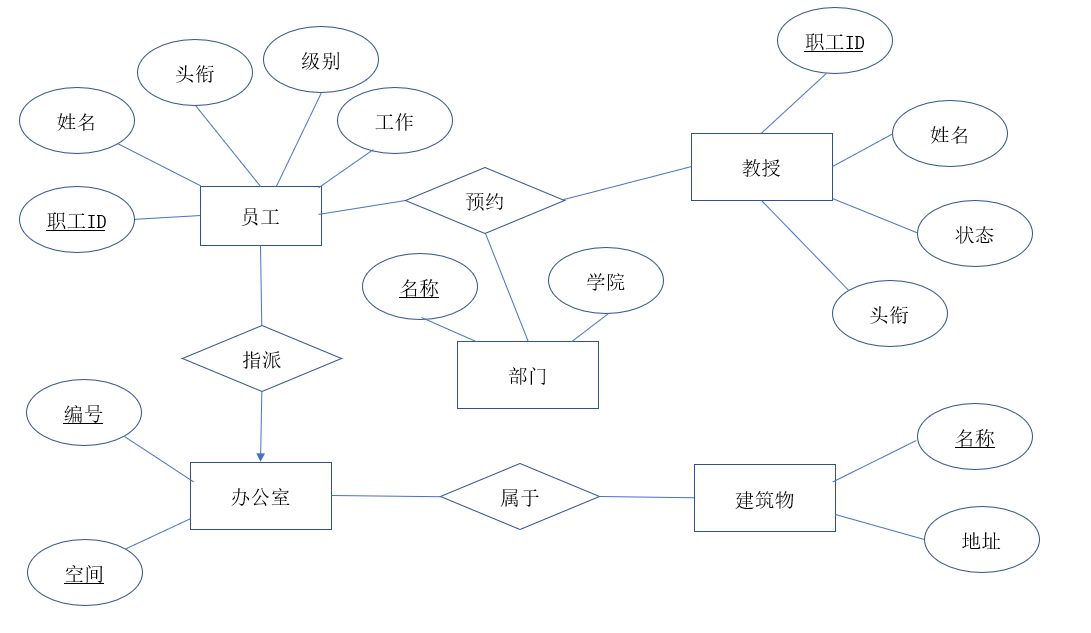 职工ID
级别
头衔
姓名
工作
姓名
教授
预约
职工ID
员工
状态
名称
学院
头衔
指派
部门
编号
名称
办公室
属于
建筑物
地址
空间